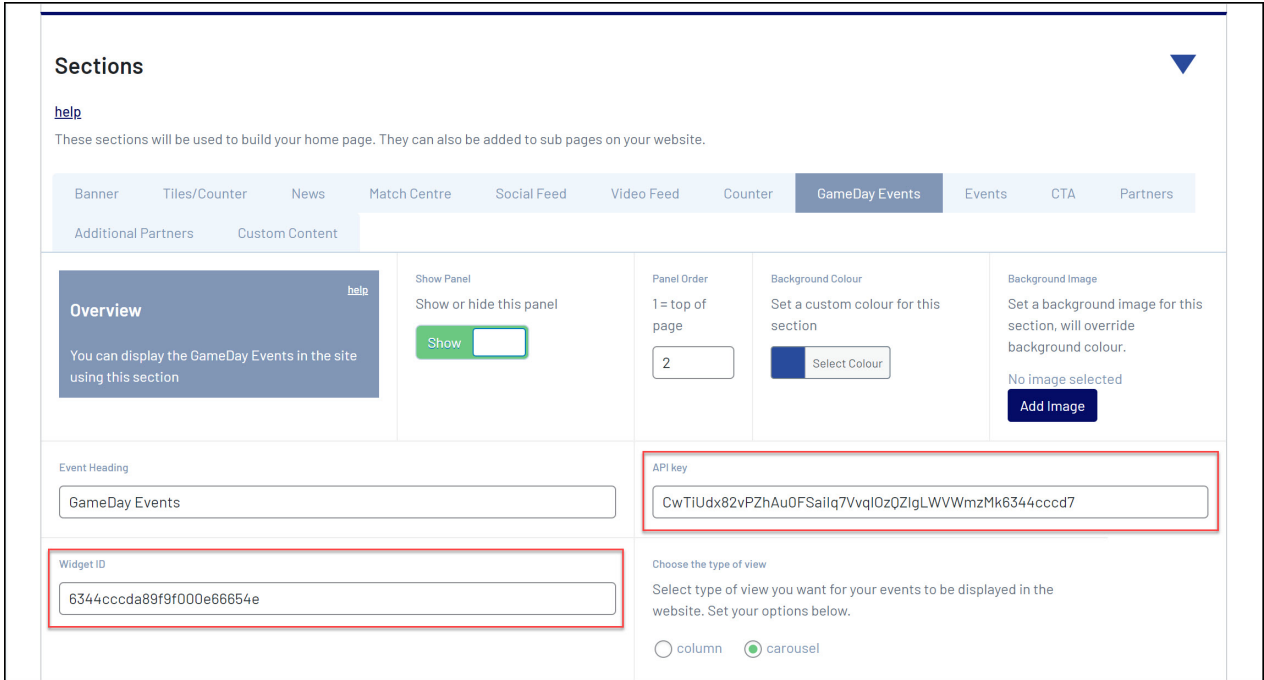 Sections
help
These sections will be used to build your home page. They can also be added to sub pages on your website.
Banner Tiles/Counter News Match Centre Social Feed Video Feed Counter GameDay Events Events CTA Partners
Additional Partners Custom Content
help
Overview
You can display the GameDay Events in the site
using this section
Show Panel
Show or hide this panel
Show
Panel Order
1 = top of
page
2
Background Colour
Set a custom colour for this
section
Select Colour
Background Image
Set a background image for this
section, will override
background colour.
No image selected
Add Image
Event Heading
GameDay Events
API key
CwTiUdx82vPZhAu0FSailq7VvqlOzQZlgLWVWmzMk6344cccd7
Widget ID
6344cccda89f9f000e66654e
Choose the type of view
Select type of view you want for your events to be displayed in the
website. Set your options below.
column carousel